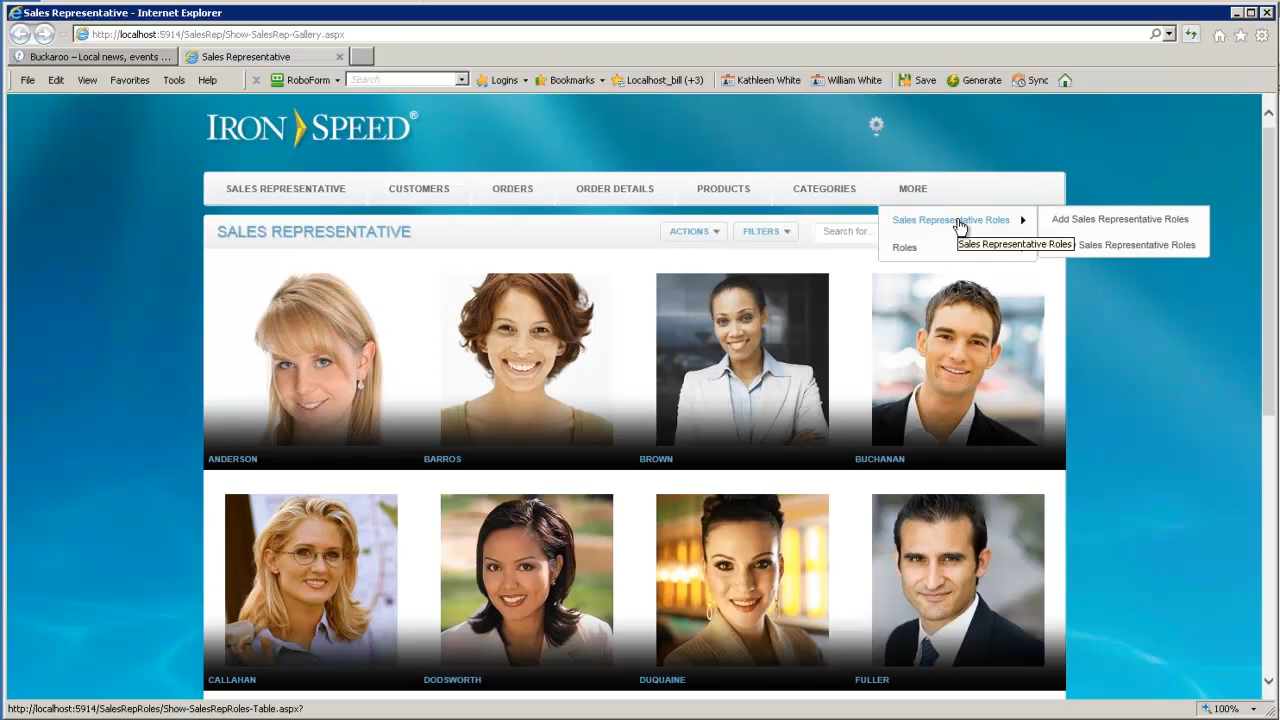 Sales Representative - Internet Explorer
http://localhost:5914/SalesRep/Show-SalesRep-Gallery.aspx
Buckaroo – Local news, events ...
Sales Representative
File Edit View Favorites Tools Help
RoboForm Search Logins Bookmarks Localhost_bill (+3) Kathleen White William White Save Generate Sync
IRON SPEED®
SALES REPRESENTATIVE CUSTOMERS ORDERS ORDER DETAILS PRODUCTS CATEGORIES MORE
Sales Representative Roles
Add Sales Representative Roles
SALES REPRESENTATIVE
ACTIONS FILTERS Search for...
Roles
Sales Representative Roles
Sales Representative Roles
ANDERSON BARROS BROWN BUCHANAN
CALLAHAN DODSWORTH DUQUAINE FULLER
http://localhost:5914/SalesRepRoles/Show-SalesRepRoles-Table.aspx?
100%